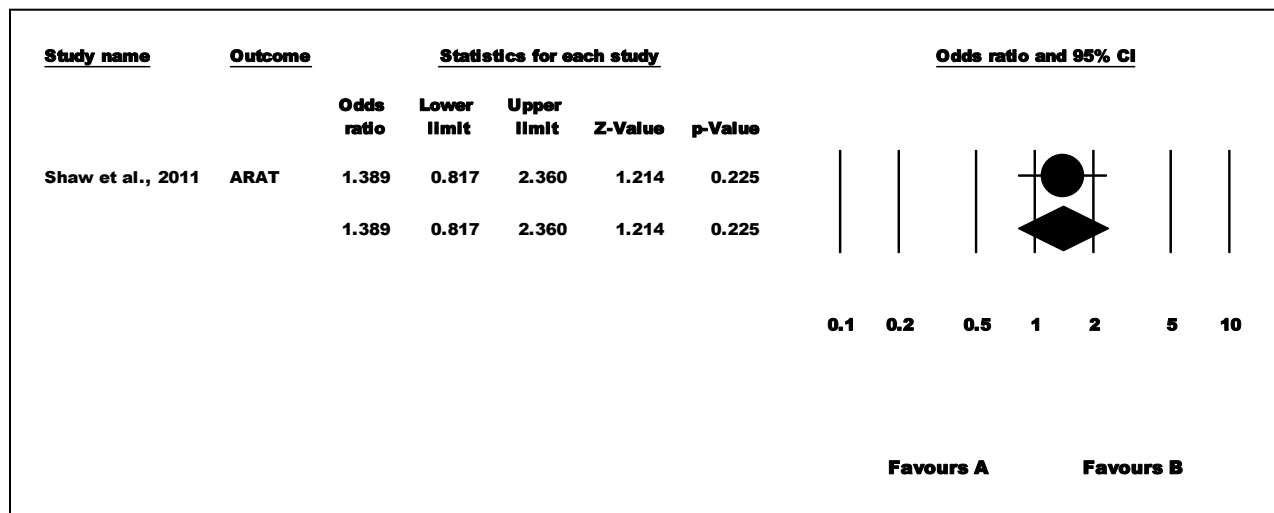 Study name Outcome Statistics for each study Odds ratio and 95% CI
Odds Lower Upper
ratio limit limit Z-Value p-Value
Shaw et al., 2011 ARAT 1.389 0.817 2.360 1.214 0.225
1.389 0.817 2.360 1.214 0.225
0.1 0.2 0.5 1 2 5 10
Favours A Favours B